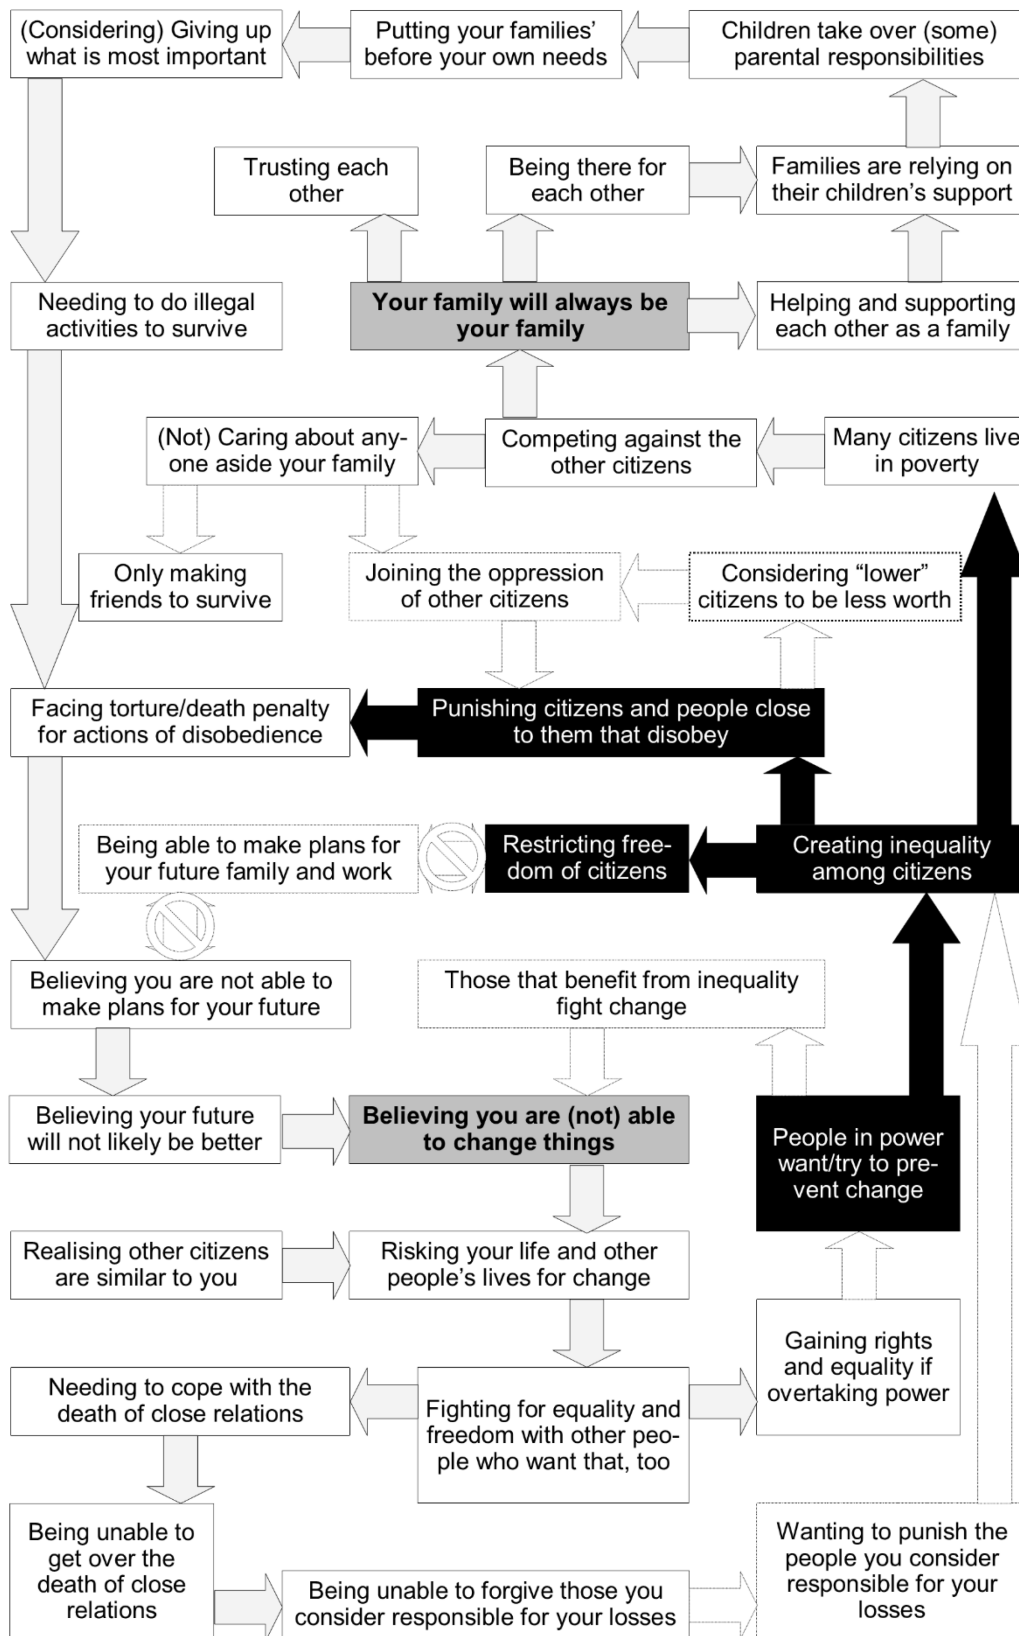 (Considering) Giving up
what is most important
Putting your families’
before your own needs
Children take over (some)
parental responsibilities
Trusting each
other
Being there for
each other
Families are relying on
their children’s support
Needing to do illegal
activities to survive
Your family will always be
your family
Helping and supporting
each other as a family
(Not) Caring about any-
one aside your family
Competing against the
other citizens
Many citizens live
in poverty
Only making
friends to survive
Joining the oppression
of other citizens
Considering “lower”
citizens to be less worth
Facing torture/death penalty
for actions of disobedience
Punishing citizens and people close
to them that disobey
Being able to make plans for
your future family and work
Restricting free-
dom of citizens
Creating inequality
among citizens
Believing you are not able to
make plans for your future
Those that benefit from inequality
fight change
Believing your future
will not likely be better
Believing you are (not) able
to change things
People in power
want/try to pre-
vent change
Realising other citizens
are similar to you
Risking your life and other
people’s lives for change
Gaining rights
and equality if
overtaking power
Needing to cope with the
death of close relations
Fighting for equality and
freedom with other peo-
ple who want that, too
Being unable to
get over the
death of close
relations
Being unable to forgive those you
consider responsible for your losses
Wanting to punish the
people you consider
responsible for your
losses